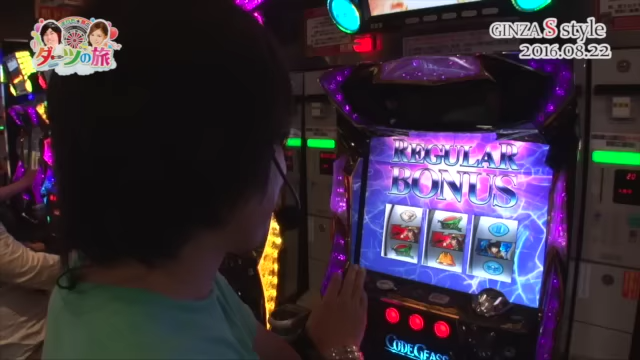 ダーツの旅
GINZA S style
2016.08.22
REGULAR
BONUS
CODE GEASS